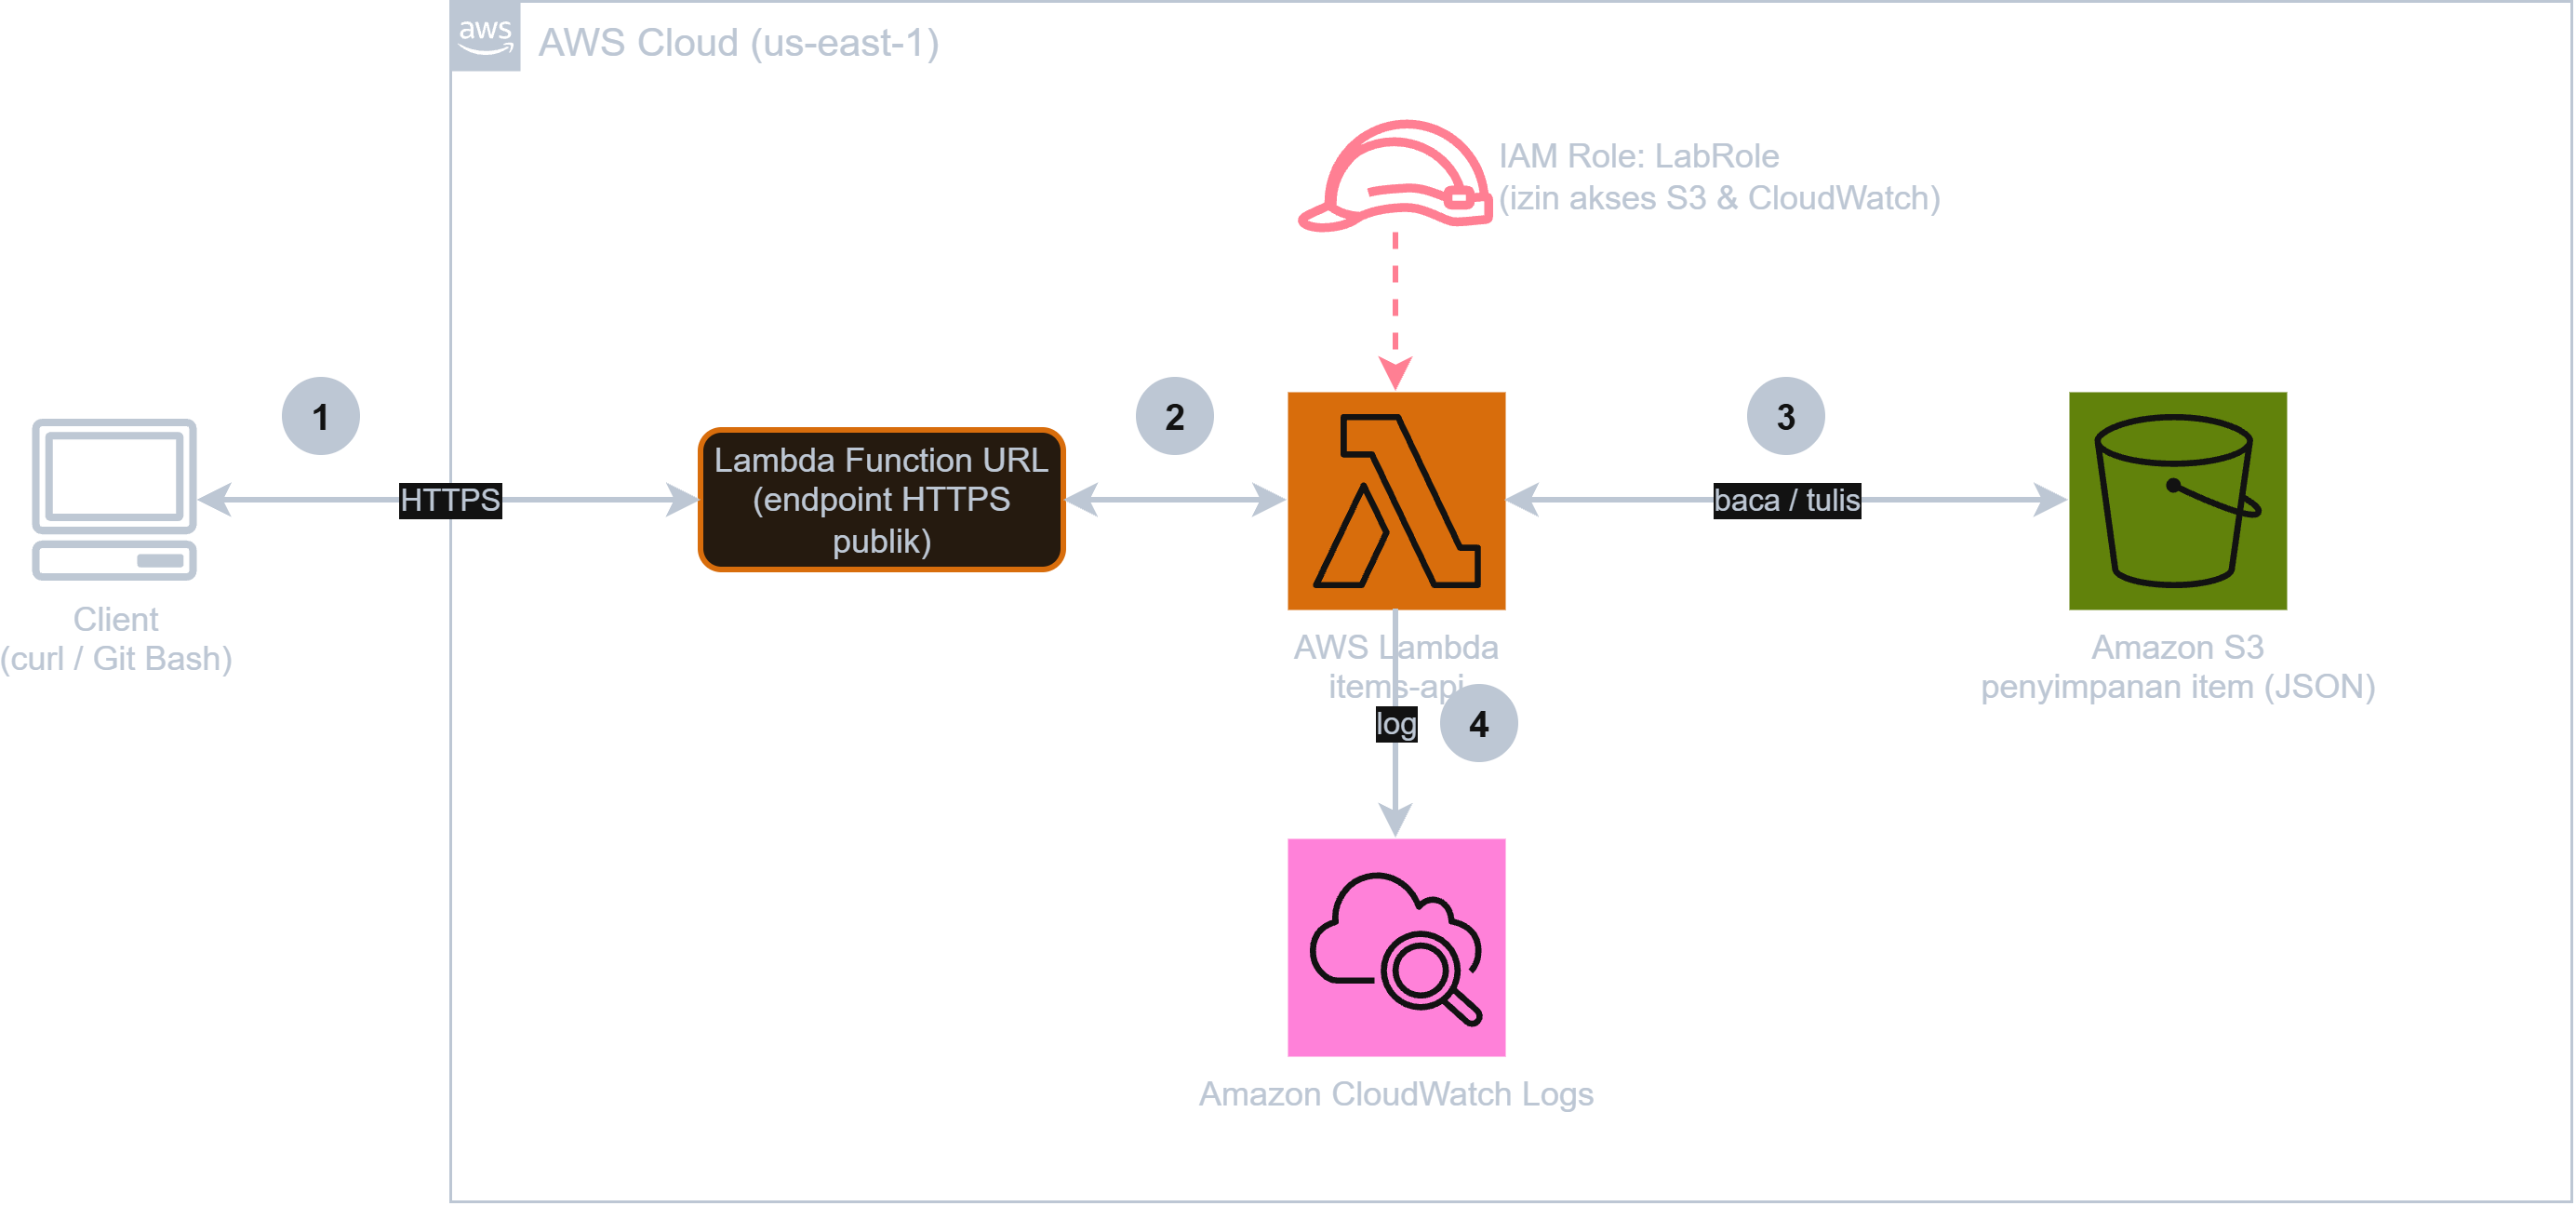 aws
AWS Cloud (us-east-1)
IAM Role: LabRole
(izin akses S3 & CloudWatch)
1
2
3
HTTPS
Lambda Function URL
(endpoint HTTPS
publik)
baca / tulis
Client
(curl / Git Bash)
AWS Lambda
items-api
Amazon S3
penyimpanan item (JSON)
log
4
Amazon CloudWatch Logs